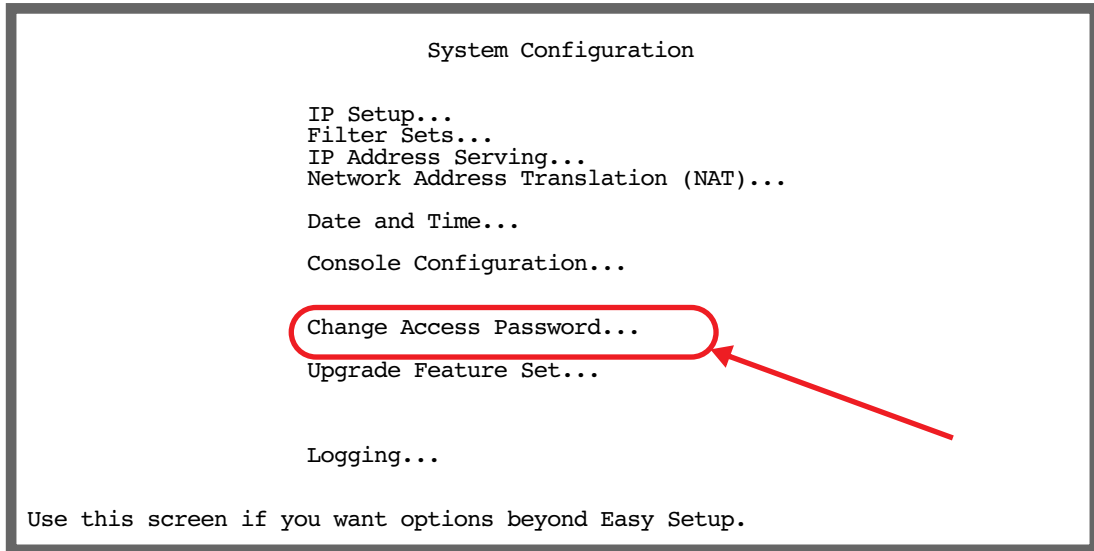 System Configuration
IP Setup...
Filter Sets...
IP Address Serving...
Network Address Translation (NAT)...
Date and Time...
Console Configuration...
Change Access Password...
Upgrade Feature Set...
Logging...
Use this screen if you want options beyond Easy Setup.